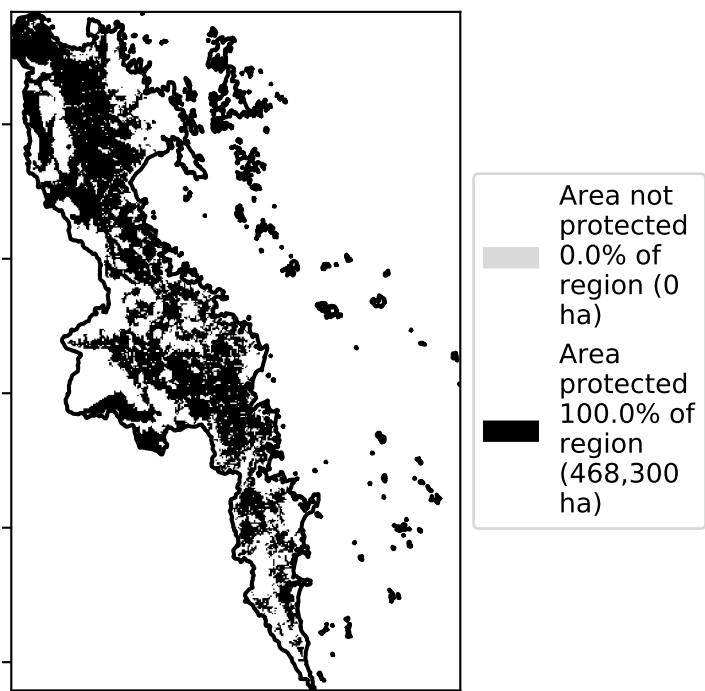 Area not
protected
0.0% of
region (0
ha)
Area
protected
100.0% of
region
(468,300
ha)